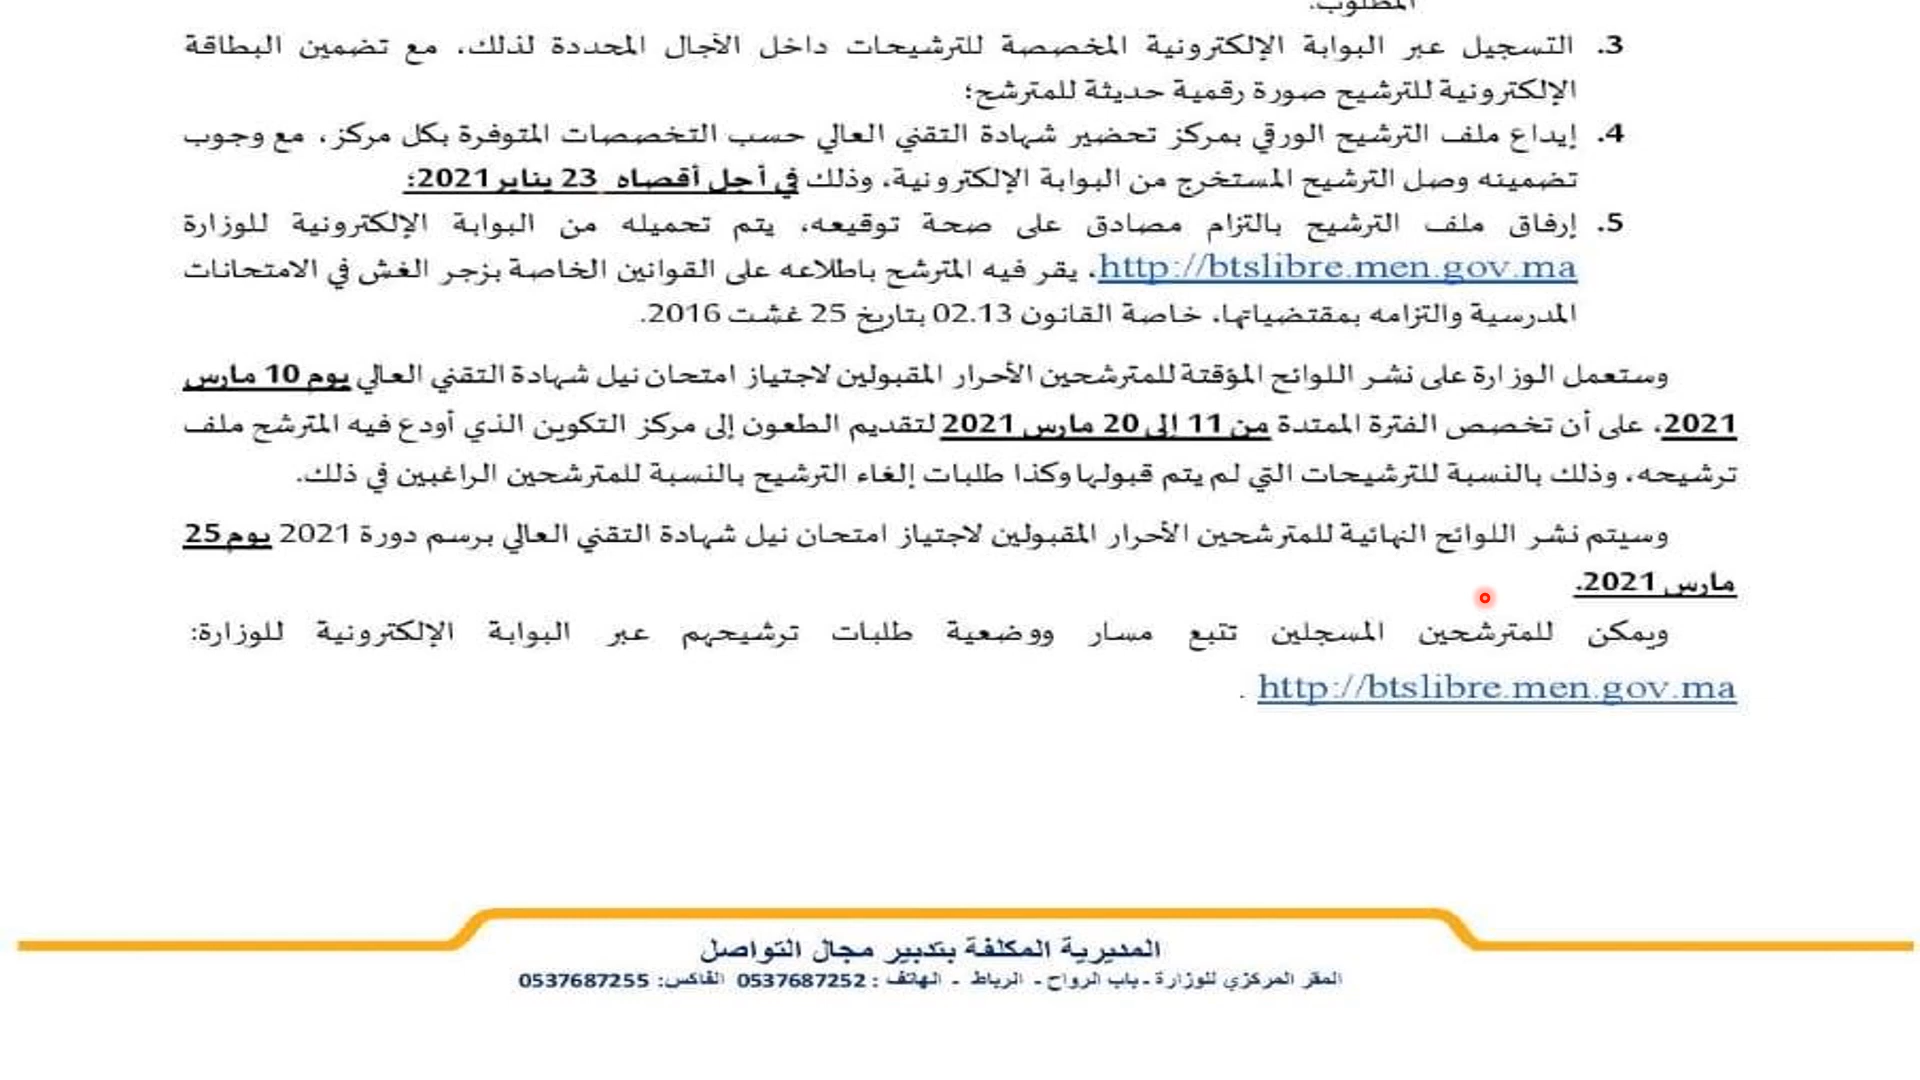 المطلوب.
3. التسجيل عبر البوابة الإلكترونية المخصصة للترشيحات داخل الآجال المحددة لذلك، مع تضمين البطاقة
الإلكترونية للترشيح صورة رقمية حديثة للمترشح؛
4. إيداع ملف الترشيح الورقي بمركز تحضير شهادة التقني العالي حسب التخصصات المتوفرة بكل مركز، مع وجوب
تضمينه وصل الترشيح المستخرج من البوابة الإلكترونية، وذلك في أجل أقصاه 23 يناير 2021؛
5. إرفاق ملف الترشيح بالتزام مصادق على صحة توقيعه، يتم تحميله من البوابة الإلكترونية للوزارة
http://btslibre.men.gov.ma، يقر فيه المترشح باطلاعه على القوانين الخاصة بزجر الغش في الامتحانات
المدرسية والتزامه بمقتضياتها، خاصة القانون 02.13 بتاريخ 25 غشت 2016.
وستعمل الوزارة على نشر اللوائح المؤقتة للمترشحين الأحرار المقبولين لاجتياز امتحان نيل شهادة التقني العالي يوم 10 مارس
2021، على أن تخصص الفترة الممتدة من 11 إلى 20 مارس 2021 لتقديم الطعون إلى مركز التكوين الذي أودع فيه المترشح ملف
ترشيحه، وذلك بالنسبة للترشيحات التي لم يتم قبولها وكذا طلبات إلغاء الترشيح بالنسبة للمترشحين الراغبين في ذلك.
وسيتم نشر اللوائح النهائية للمترشحين الأحرار المقبولين لاجتياز امتحان نيل شهادة التقني العالي برسم دورة 2021 يوم 25
مارس 2021.
ويمكن للمترشحين المسجلين تتبع مسار ووضعية طلبات ترشيحهم عبر البوابة الإلكترونية للوزارة:
http://btslibre.men.gov.ma .
المديرية المكلفة بتدبير مجال التواصل
المقر المركزي للوزارة - باب الرواح - الرباط - الهاتف : 0537687252 الفاكس: 0537687255